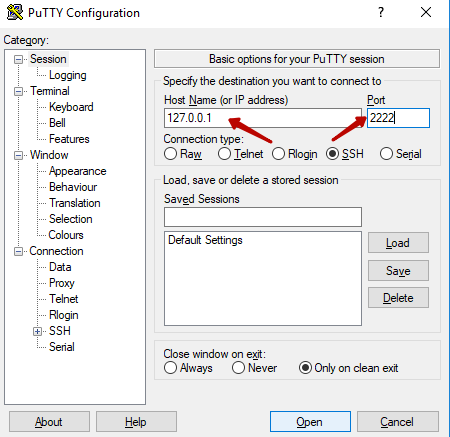 PuTTY Configuration
Category:
Session
Logging
Terminal
Keyboard
Bell
Features
Window
Appearance
Behaviour
Translation
Selection
Colours
Connection
Data
Proxy
Telnet
Rlogin
SSH
Serial
Basic options for your PuTTY session
Specify the destination you want to connect to
Host Name (or IP address) Port
127.0.0.1 2222
Connection type:
Raw Telnet Rlogin SSH Serial
Load, save or delete a stored session
Saved Sessions
Default Settings
Load
Save
Delete
Close window on exit:
Always Never Only on clean exit
About Help Open Cancel